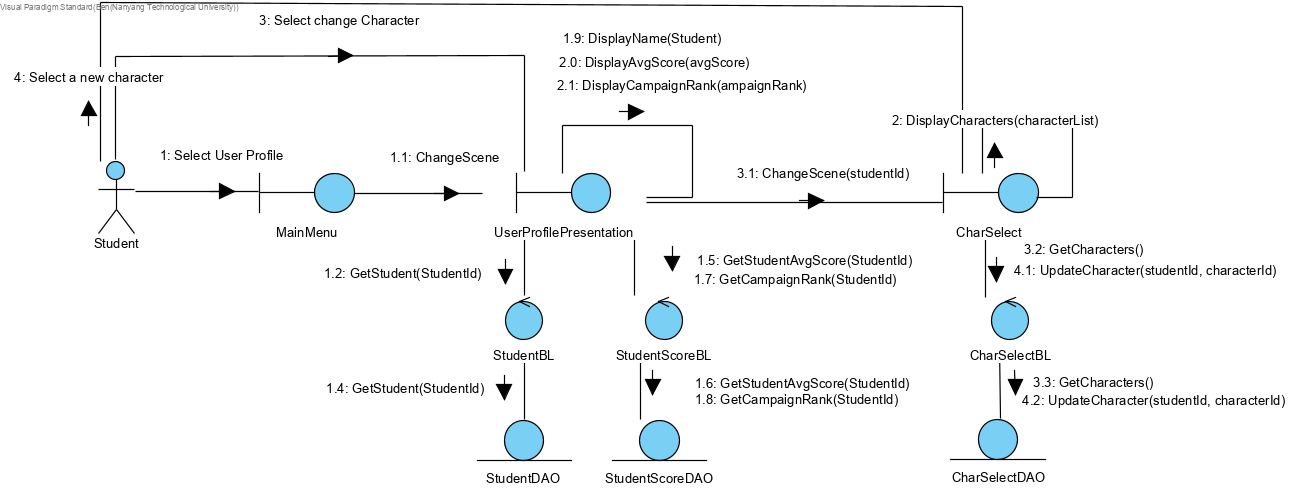 Visual Paradigm Standard(Ben(Nanyang Technological University))
3: Select change Character
1.9: DisplayName(Student)
2.0: DisplayAvgScore(avgScore)
2.1: DisplayCampaignRank(ampaignRank)
4: Select a new character
2: DisplayCharacters(characterList)
1: Select User Profile
1.1: ChangeScene
3.1: ChangeScene(studentId)
Student
MainMenu
UserProfilePresentation
CharSelect
1.2: GetStudent(StudentId)
1.5: GetStudentAvgScore(StudentId)
1.7: GetCampaignRank(StudentId)
3.2: GetCharacters()
4.1: UpdateCharacter(studentId, characterId)
StudentBL
StudentScoreBL
CharSelectBL
1.4: GetStudent(StudentId)
1.6: GetStudentAvgScore(StudentId)
1.8: GetCampaignRank(StudentId)
3.3: GetCharacters()
4.2: UpdateCharacter(studentId, characterId)
StudentDAO
StudentScoreDAO
CharSelectDAO